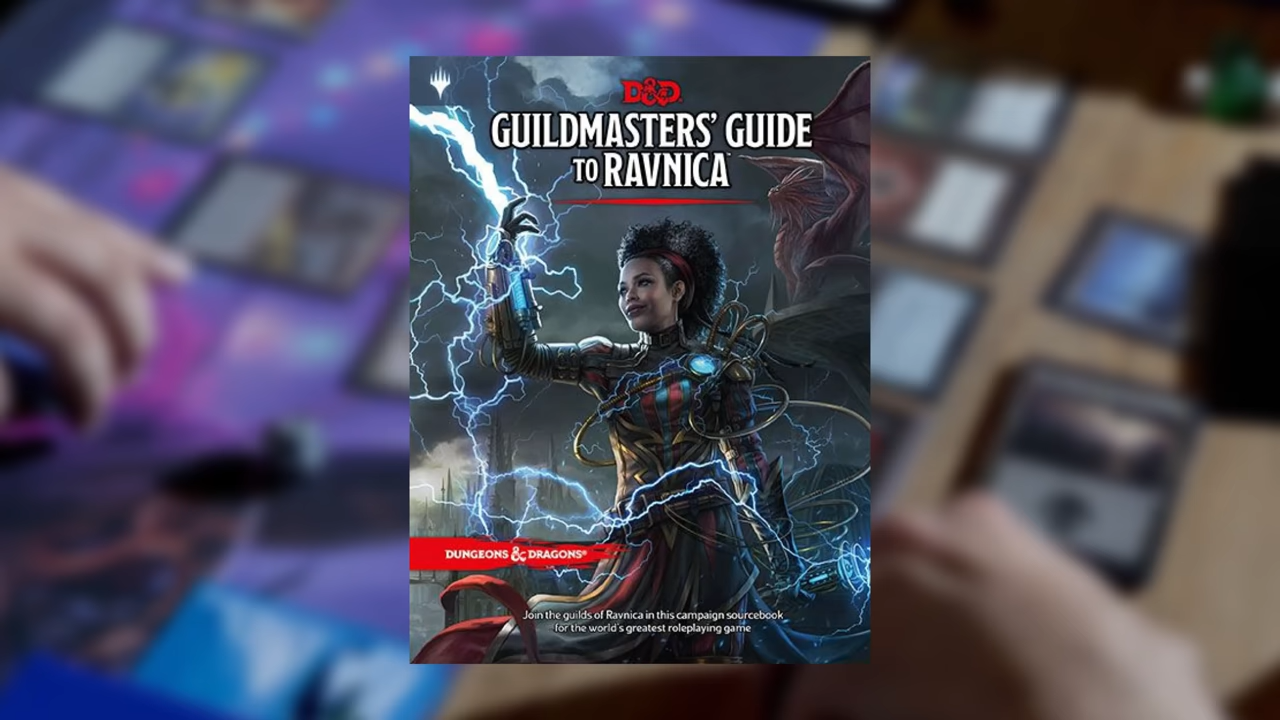 D&D
GUILDMASTERS' GUIDE
TO RAVNICA™
DUNGEONS & DRAGONS®
Join the guilds of Ravnica in this campaign sourcebook
for the world's greatest roleplaying game